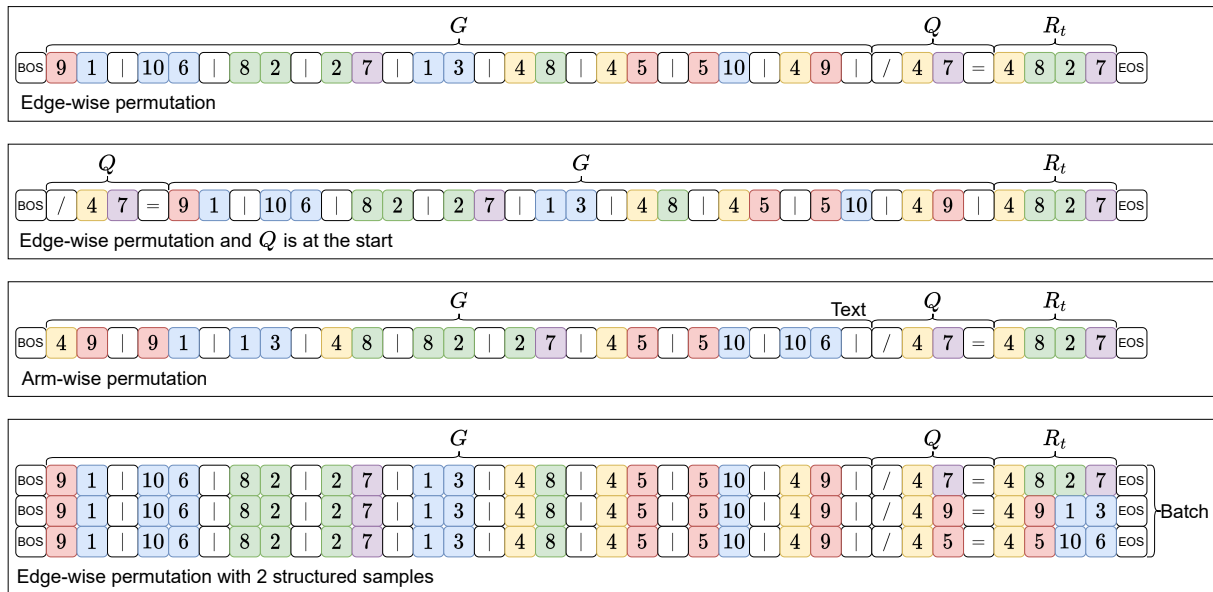 G Q R_t
BOS 9 1 | 10 6 | 8 2 | 2 7 | 1 3 | 4 8 | 4 5 | 5 10 | 4 9 | / 4 7 = 4 8 2 7 EOS
Edge-wise permutation
Q G R_t
BOS / 4 7 = 9 1 | 10 6 | 8 2 | 2 7 | 1 3 | 4 8 | 4 5 | 5 10 | 4 9 | 4 8 2 7 EOS
Edge-wise permutation and Q is at the start
G Text Q R_t
BOS 4 9 | 9 1 | 1 3 | 4 8 | 8 2 | 2 7 | 4 5 | 5 10 | 10 6 | / 4 7 = 4 8 2 7 EOS
Arm-wise permutation
G Q R_t
BOS 9 1 | 10 6 | 8 2 | 2 7 | 1 3 | 4 8 | 4 5 | 5 10 | 4 9 | / 4 7 = 4 8 2 7 EOS
BOS 9 1 | 10 6 | 8 2 | 2 7 | 1 3 | 4 8 | 4 5 | 5 10 | 4 9 | / 4 9 = 4 9 1 3 EOS Batch
BOS 9 1 | 10 6 | 8 2 | 2 7 | 1 3 | 4 8 | 4 5 | 5 10 | 4 9 | / 4 5 = 4 5 10 6 EOS
Edge-wise permutation with 2 structured samples